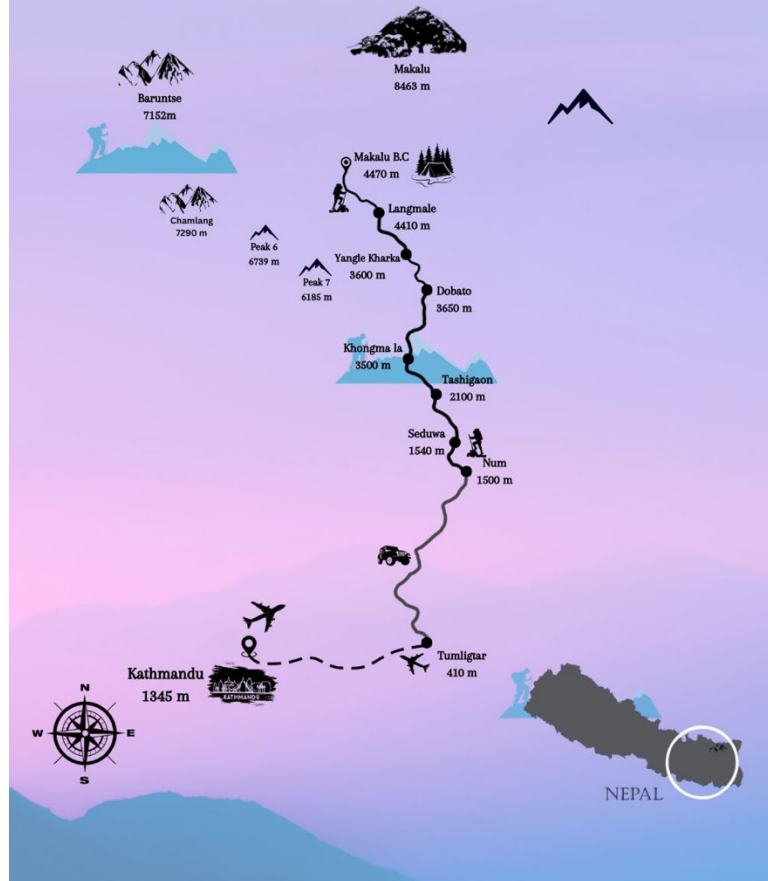 Makalu
8463 m
Baruntse
7152m
Makalu B.C
4470 m
Chamlang
7290 m
Langmale
4410 m
Peak 6
6739 m
Yangle Kharka
3600 m
Peak 7
6185 m
Dobato
3650 m
Khongma la
3500 m
Tashigaon
2100 m
Seduwa
1540 m
Num
1500 m
Tumligtar
410 m
Kathmandu
1345 m
KATHMANDU
N
W
E
S
NEPAL